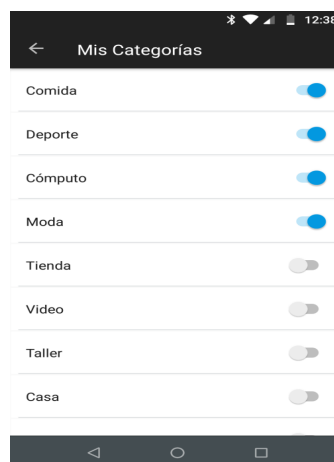 12:38
Mis Categorías
Comida
Deporte
Cómputo
Moda
Tienda
Video
Taller
Casa